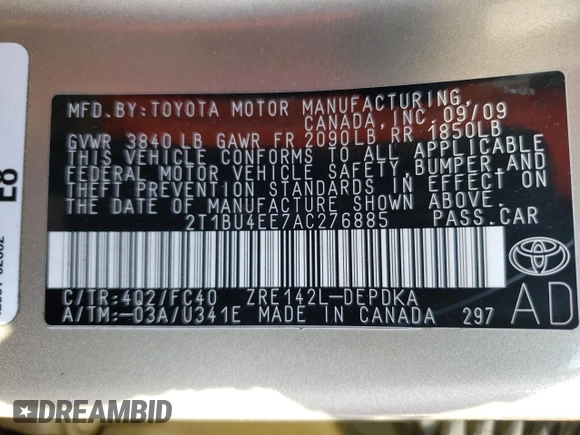 MFD. BY: TOYOTA MOTOR MANUFACTURING,
CANADA, INC. 09/09
GVWR 3840 LB GAWR FR 2090LB, RR 1850LB
THIS VEHICLE CONFORMS TO ALL APPLICABLE
FEDERAL MOTOR VEHICLE SAFETY, BUMPER, AND
THEFT PREVENTION STANDARDS IN EFFECT ON
THE DATE OF MANUFACTURE SHOWN ABOVE.
2T1BU4EE7AC276885 PASS. CAR
C/TR: 4Q2/FC40 ZRE142L-DEPDKA
A/TM: -03A/U341E MADE IN CANADA 297
AD
E8
DREAMBID